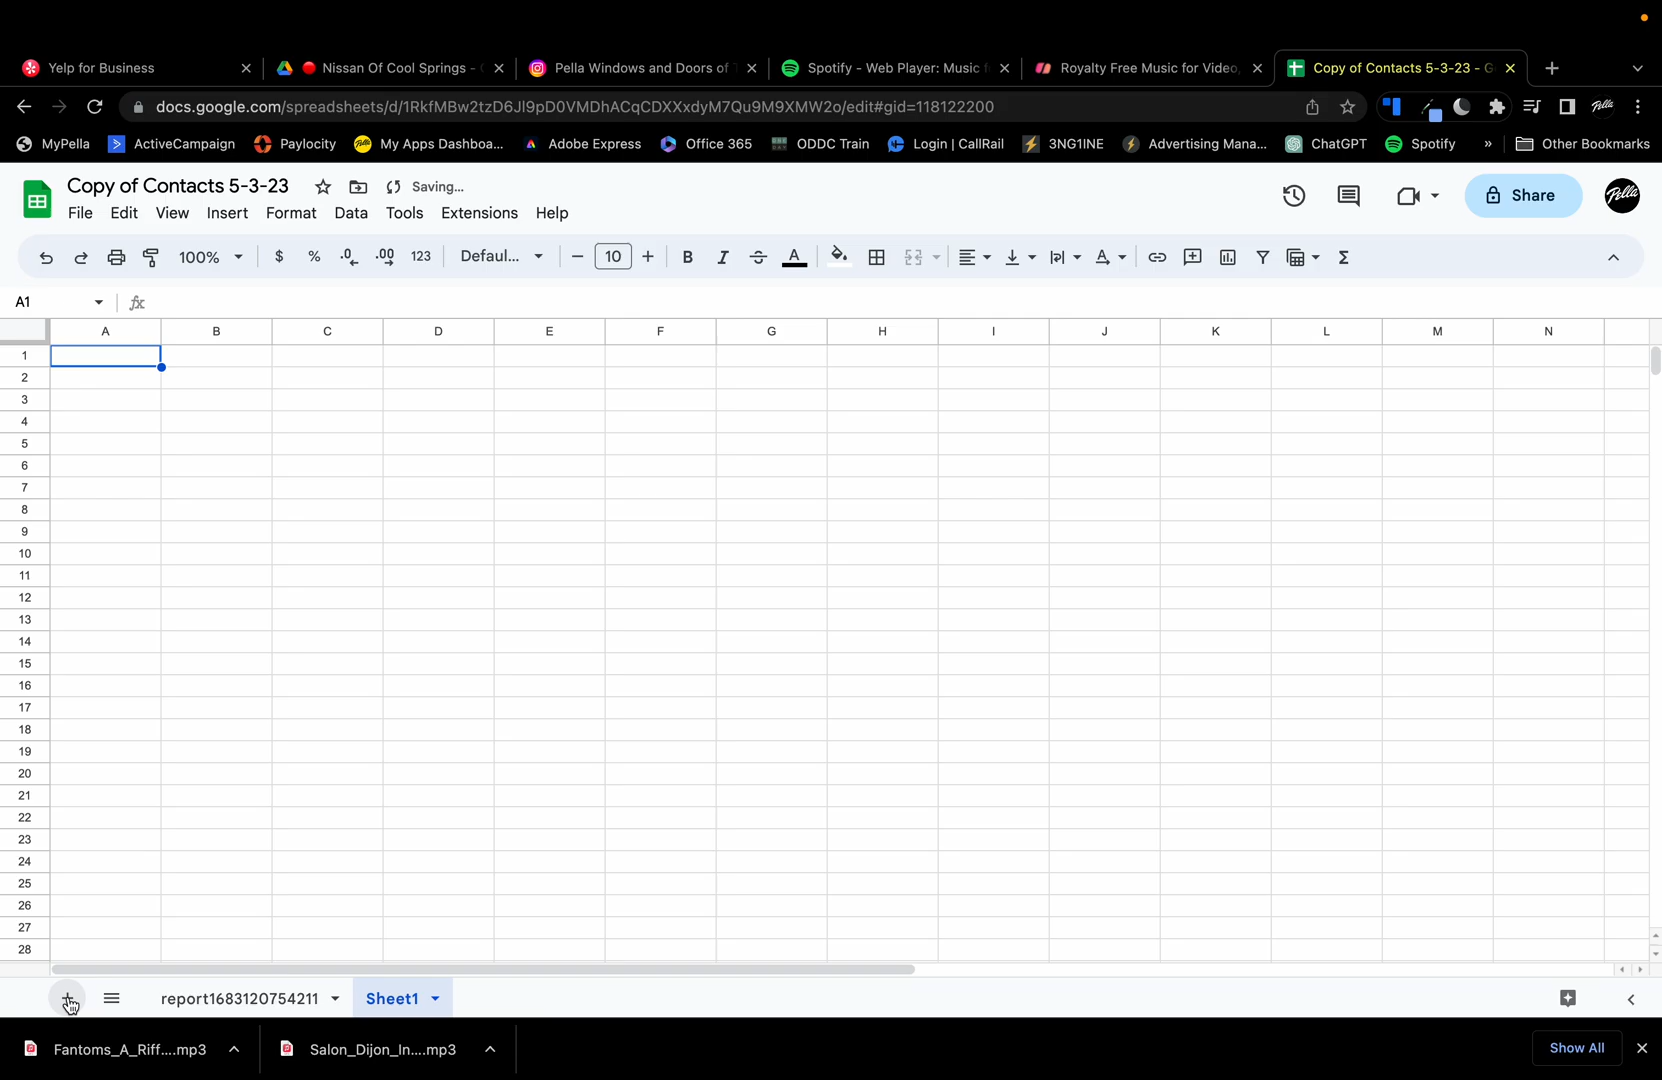 Yelp for Business
Nissan Of Cool Springs -
Pella Windows and Doors of
Spotify - Web Player: Music
Royalty Free Music for Video,
Copy of Contacts 5-3-23 -
docs.google.com/spreadsheets/d/1RkfMBw2tzD6Jl9pD0VMDhACqCDXXxdyM7Qu9M9XMW2o/edit#gid=118122200
Pella
MyPella
ActiveCampaign
Paylocity
My Apps Dashboa...
Adobe Express
Office 365
ODDC Train
Login | CallRail
3NG1INE
Advertising Mana...
ChatGPT
Spotify
»
Other Bookmarks
Copy of Contacts 5-3-23
Saving...
File Edit View Insert Format Data Tools Extensions Help
Share
Pella
100%
$ % .0 .00 123
Defaul...
− 10 +
B I S A
Σ
A1
fx
A B C D E F G H I J K L M N
1
2
3
4
5
6
7
8
9
10
11
12
13
14
15
16
17
18
19
20
21
22
23
24
25
26
27
28
report1683120754211
Sheet1
Fantoms_A_Riff....mp3
Salon_Dijon_In....mp3
Show All